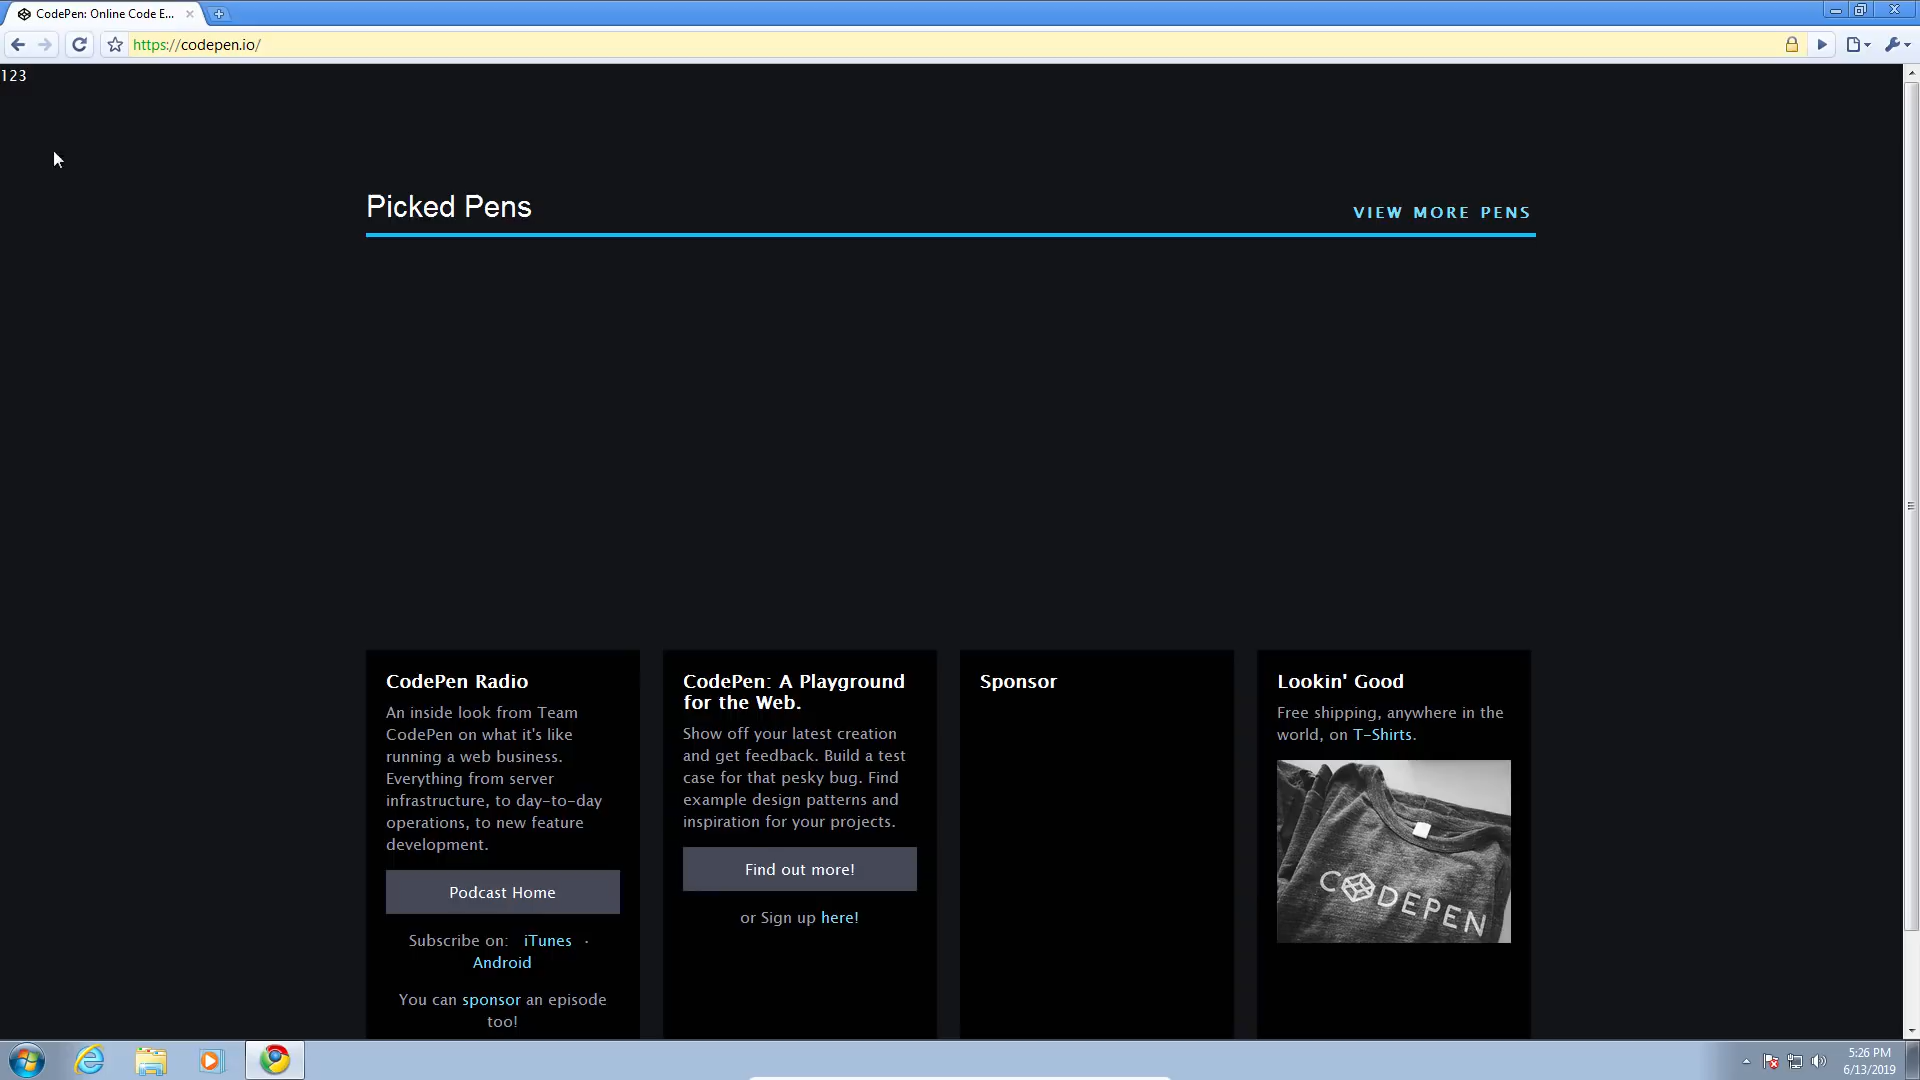 CodePen: Online Code E...
https://codepen.io/
123
Picked Pens
VIEW MORE PENS
CodePen Radio
An inside look from Team
CodePen on what it's like
running a web business.
Everything from server
infrastructure, to day-to-day
operations, to new feature
development.
Podcast Home
Subscribe on: iTunes ·
Android
You can sponsor an episode
too!
CodePen: A Playground
for the Web.
Show off your latest creation
and get feedback. Build a test
case for that pesky bug. Find
example design patterns and
inspiration for your projects.
Find out more!
or Sign up here!
Sponsor
Lookin' Good
Free shipping, anywhere in the
world, on T-Shirts.
CODEPEN
5:26 PM
6/13/2019